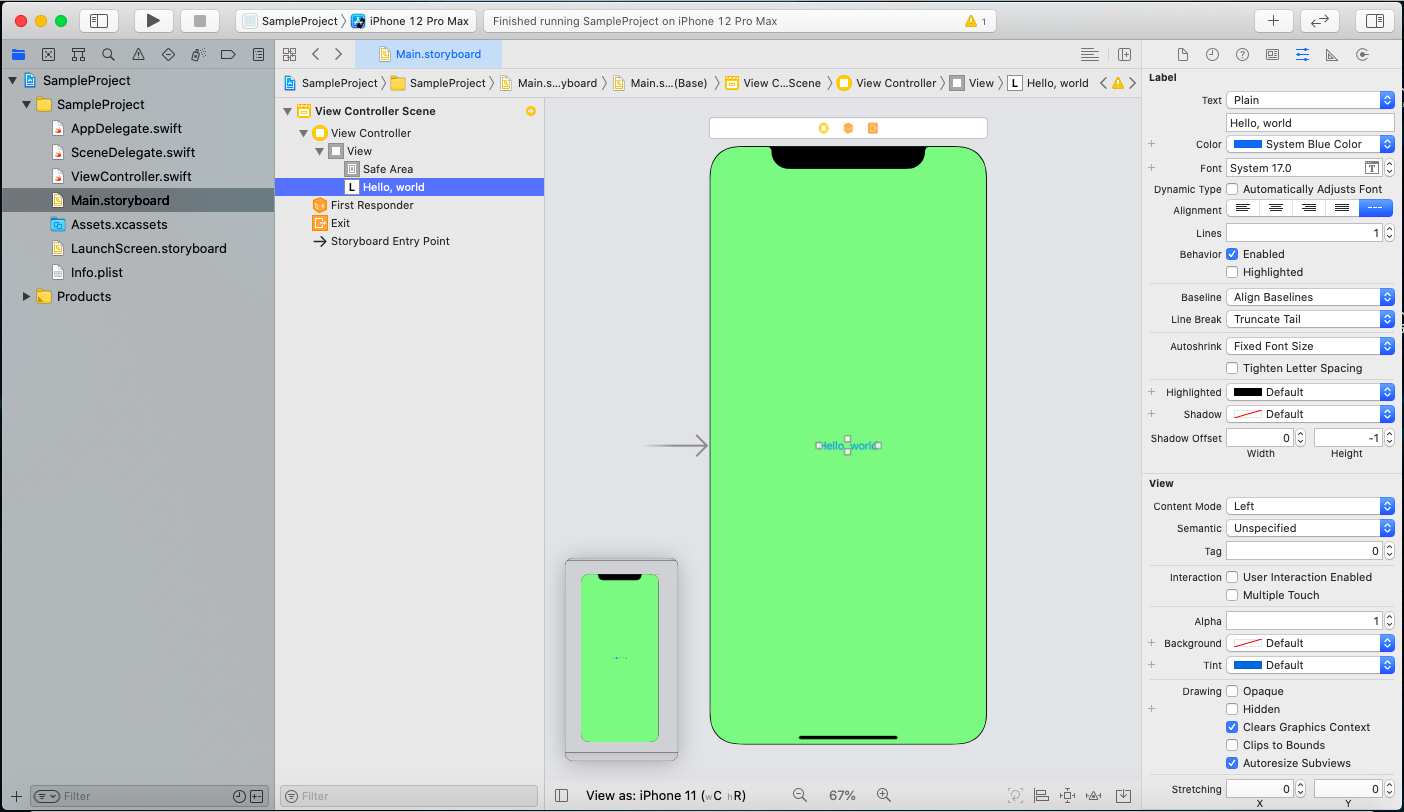 SampleProject
iPhone 12 Pro Max
Finished running SampleProject on iPhone 12 Pro Max
1
Main.storyboard
SampleProject
SampleProject
AppDelegate.swift
SceneDelegate.swift
ViewController.swift
Main.storyboard
Assets.xcassets
LaunchScreen.storyboard
Info.plist
Products
Filter
SampleProject
SampleProject
Main.s...yboard
Main.s...(Base)
View C...Scene
View Controller
View
L Hello, world
View Controller Scene
View Controller
View
Safe Area
L Hello, world
First Responder
Exit
Storyboard Entry Point
Filter
Hello, world
View as: iPhone 11 (wC hR)
67%
Label
Text Plain
Hello, world
Color System Blue Color
Font System 17.0 T
Dynamic Type Automatically Adjusts Font
Alignment
Lines 1
Behavior Enabled
Highlighted
Baseline Align Baselines
Line Break Truncate Tail
Autoshrink Fixed Font Size
Tighten Letter Spacing
Highlighted Default
Shadow Default
Shadow Offset 0 -1
Width Height
View
Content Mode Left
Semantic Unspecified
Tag 0
Interaction User Interaction Enabled
Multiple Touch
Alpha 1
Background Default
Tint Default
Drawing Opaque
Hidden
Clears Graphics Context
Clips to Bounds
Autoresize Subviews
Stretching 0 0
X Y